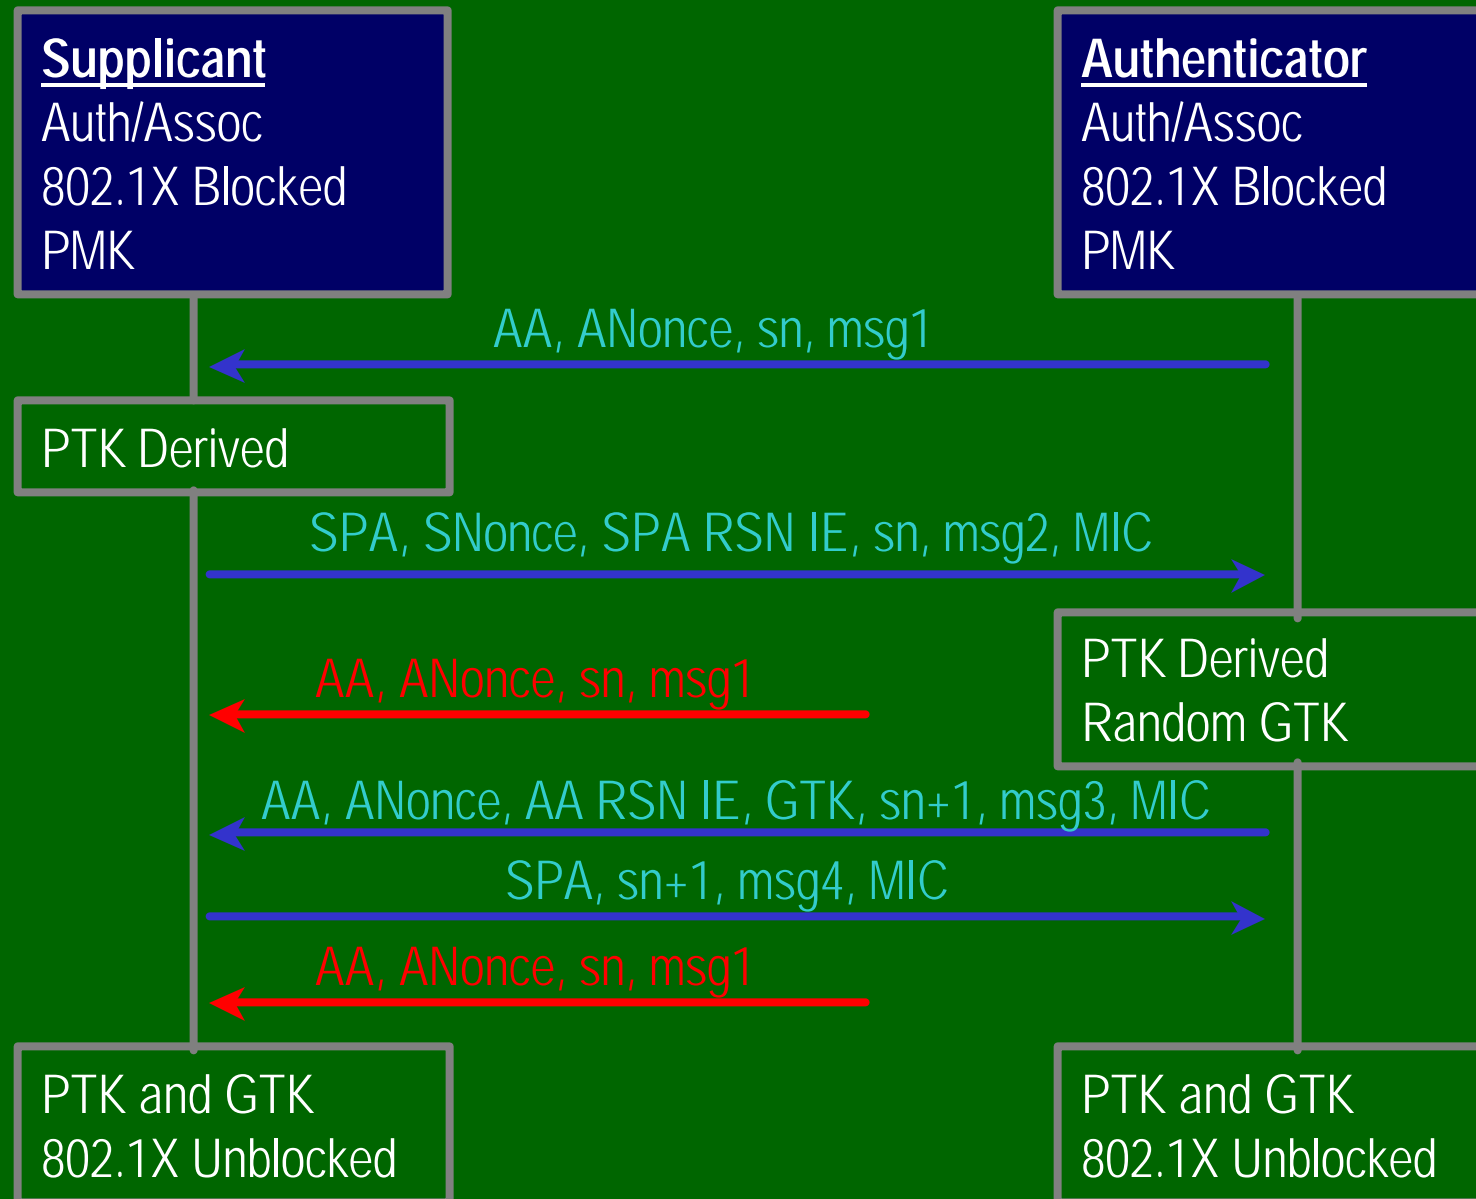 Supplicant
Auth/Assoc
802.1X Blocked
PMK
Authenticator
Auth/Assoc
802.1X Blocked
PMK
AA, ANonce, sn, msg1
PTK Derived
SPA, SNonce, SPA RSN IE, sn, msg2, MIC
PTK Derived
Random GTK
AA, ANonce, sn, msg1
AA, ANonce, AA RSN IE, GTK, sn+1, msg3, MIC
SPA, sn+1, msg4, MIC
AA, ANonce, sn, msg1
PTK and GTK
802.1X Unblocked
PTK and GTK
802.1X Unblocked